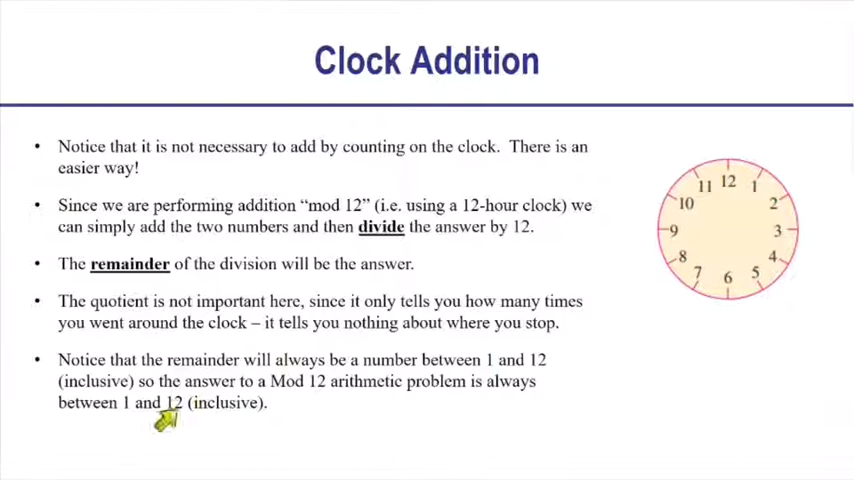 Clock Addition
• Notice that it is not necessary to add by counting on the clock.  There is an
easier way!
• Since we are performing addition “mod 12” (i.e. using a 12-hour clock) we
can simply add the two numbers and then divide the answer by 12.
• The remainder of the division will be the answer.
• The quotient is not important here, since it only tells you how many times
you went around the clock – it tells you nothing about where you stop.
• Notice that the remainder will always be a number between 1 and 12
(inclusive) so the answer to a Mod 12 arithmetic problem is always
between 1 and 12 (inclusive).
11 12 1
10 2
9 3
8 4
7 6 5